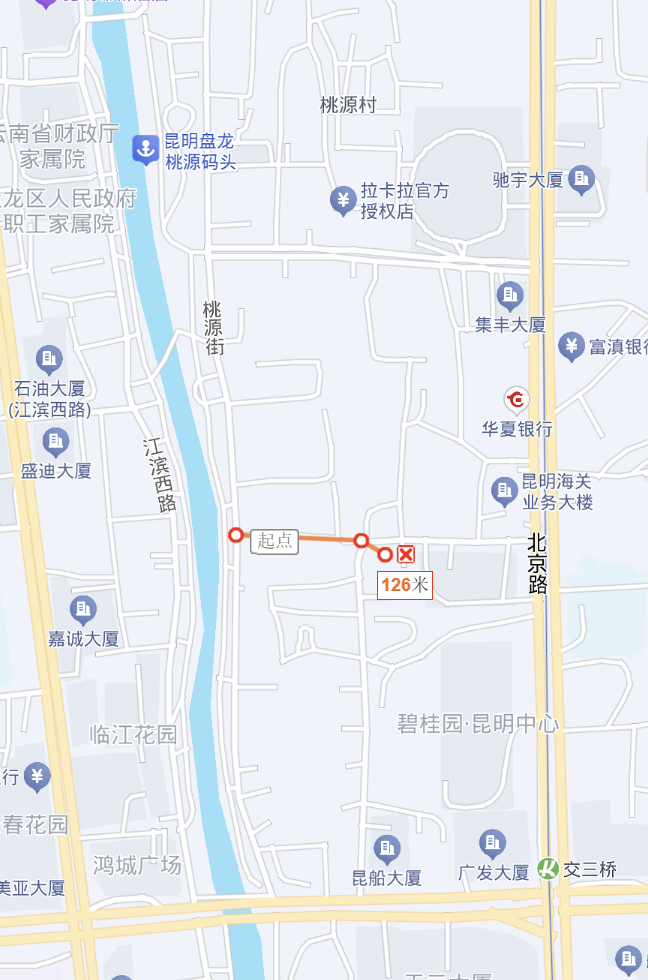 桃源村
云南省财政厅
家属院
昆明盘龙
桃源码头
龙区人民政府
职工家属院
拉卡拉官方
授权店
驰宇大厦
桃源街
集丰大厦
富滇银行
石油大厦
(江滨西路)
华夏银行
盛迪大厦
江滨西路
昆明海关
业务大楼
起点
北京路
126米
嘉诚大厦
碧桂园·昆明中心
临江花园
行
春花园
鸿城广场
昆船大厦
广发大厦
交三桥
美亚大厦